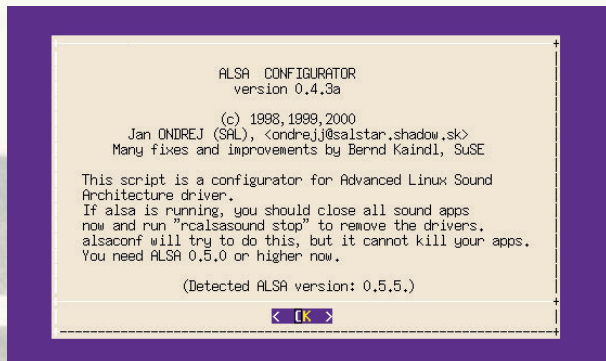 ALSA CONFIGURATOR
version 0.4.3a
(c) 1998,1999,2000
Jan ONDREJ (SAL), <ondrejj@salstar.shadow.sk>
Many fixes and improvements by Bernd Kaindl, SuSE
This script is a configurator for Advanced Linux Sound
Architecture driver.
If alsa is running, you should close all sound apps
now and run "rcalsasound stop" to remove the drivers.
alsaconf will try to do this, but it cannot kill your apps.
You need ALSA 0.5.0 or higher now.
(Detected ALSA version: 0.5.5.)
< OK >